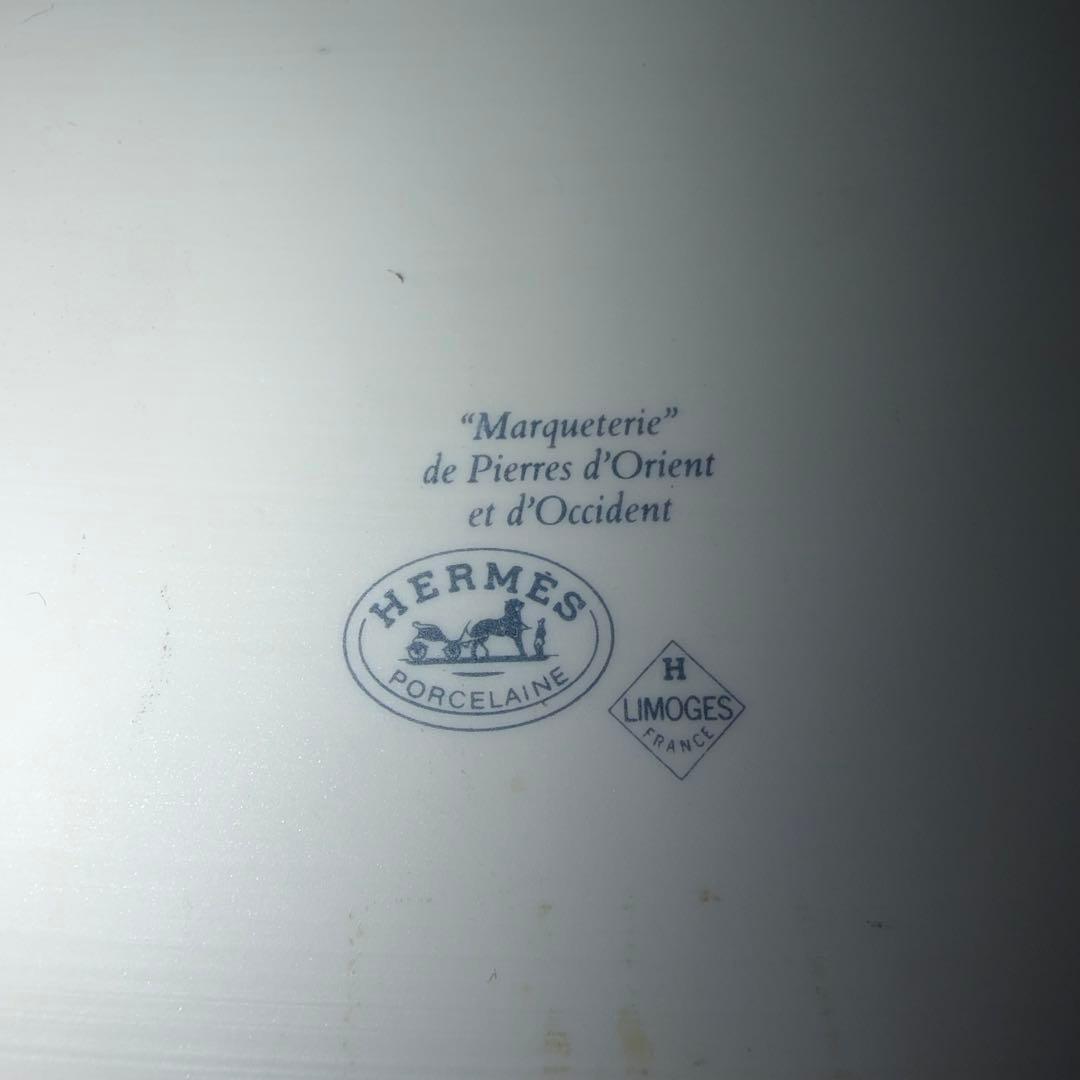 “Marqueterie”
de Pierres d’Orient
et d’Occident
HERMÈS
PORCELAINE
H
LIMOGES
FRANCE